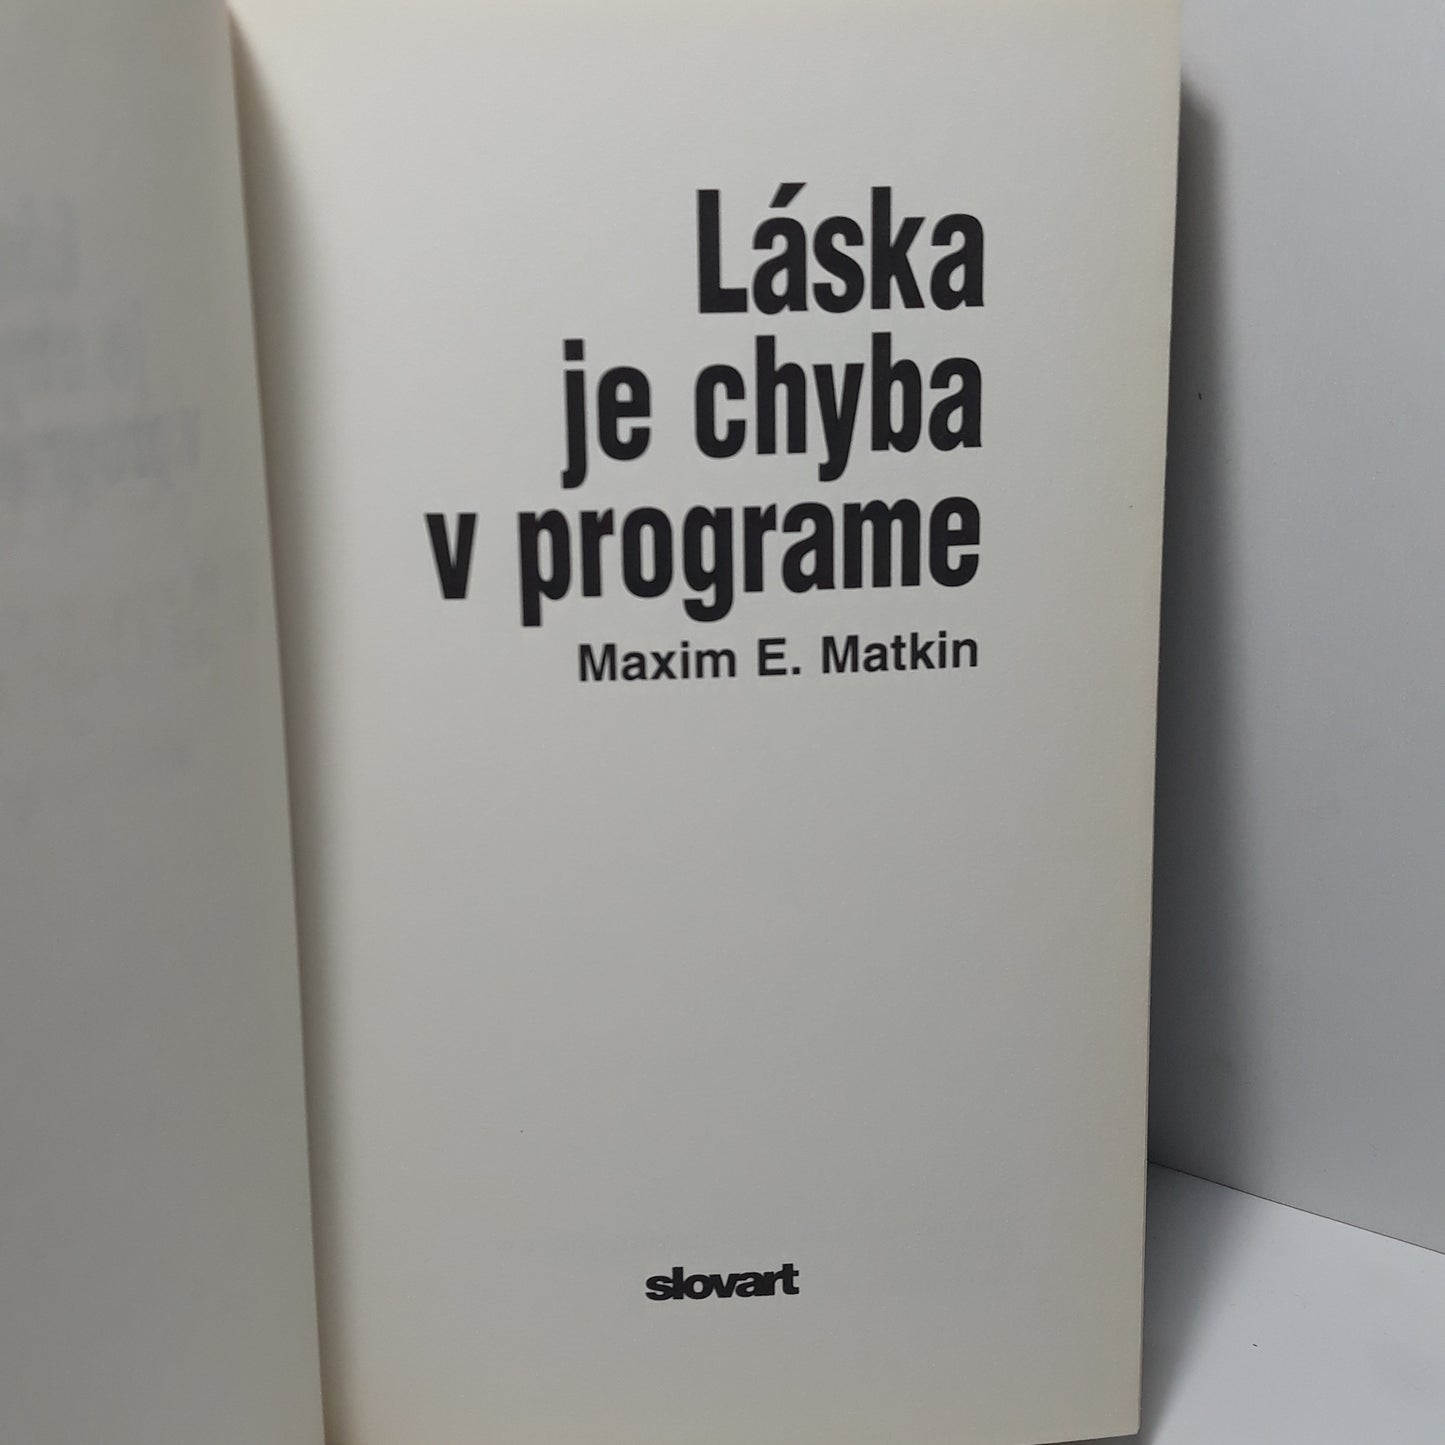 Láska
je chyba
v programe
Maxim E. Matkin
slovart